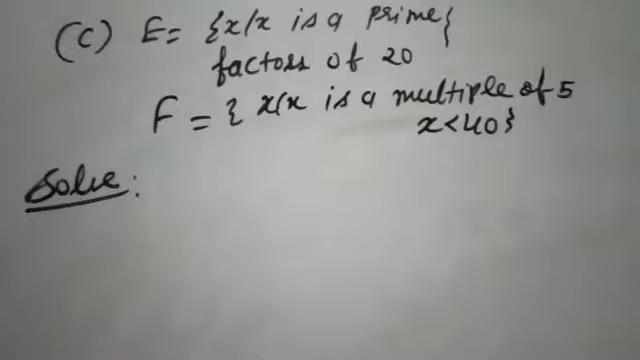 (C) E = {x/x is a prime}
factors of 20
F = { x/x is a multiple of 5
x<40}
Solve: